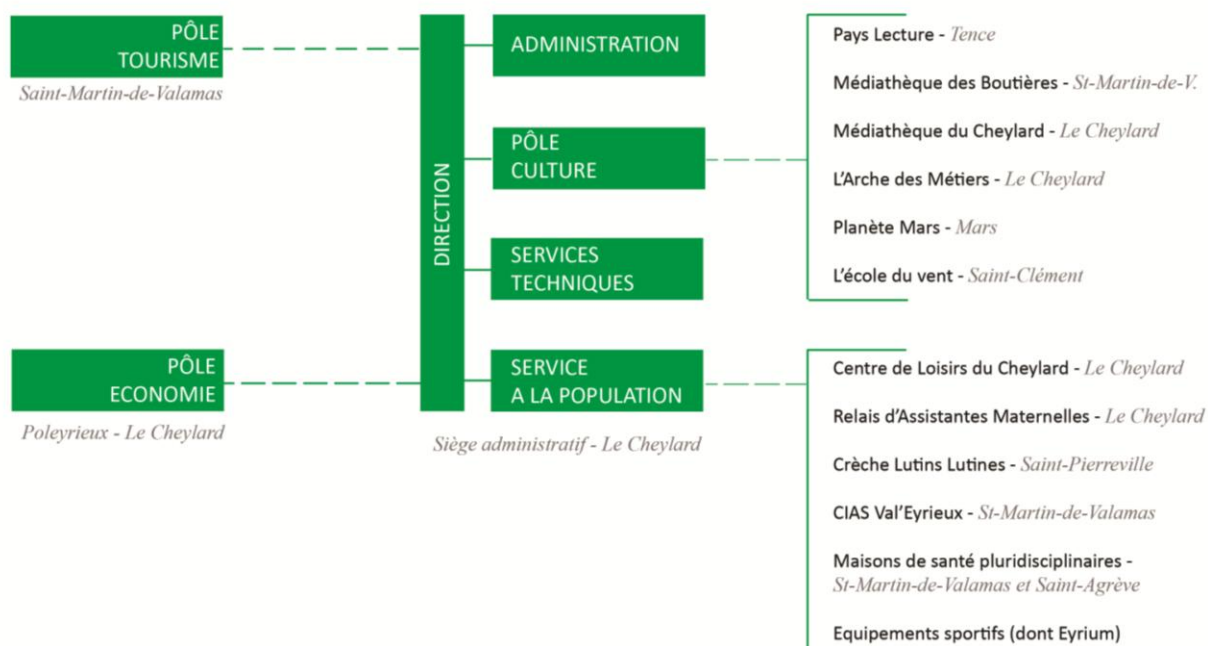 PÔLE
TOURISME
Saint-Martin-de-Valamas
PÔLE
ECONOMIE
Poleyrieux - Le Cheylard
DIRECTION
ADMINISTRATION
PÔLE
CULTURE
SERVICES
TECHNIQUES
SERVICE
A LA POPULATION
Siège administratif - Le Cheylard
Pays Lecture - Tence
Médiathèque des Boutières - St-Martin-de-V.
Médiathèque du Cheylard - Le Cheylard
L'Arche des Métiers - Le Cheylard
Planète Mars - Mars
L'école du vent - Saint-Clément
Centre de Loisirs du Cheylard - Le Cheylard
Relais d'Assistantes Maternelles - Le Cheylard
Crèche Lutins Lutines - Saint-Pierreville
CIAS Val'Eyrieux - St-Martin-de-Valamas
Maisons de santé pluridisciplinaires -
St-Martin-de-Valamas et Saint-Agrève
Equipements sportifs (dont Eyrium)